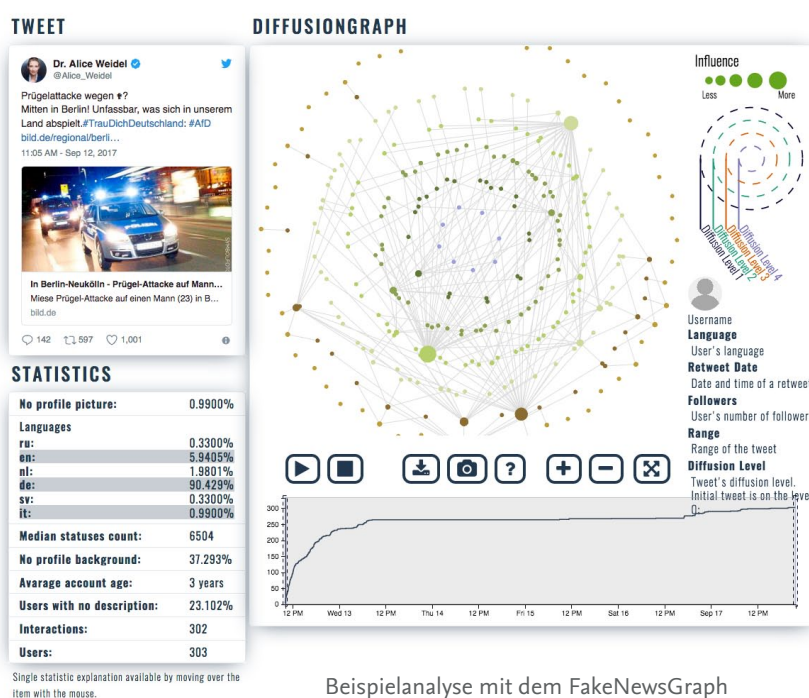 TWEET
Dr. Alice Weidel
@Alice_Weidel
Prügelattacke wegen ✝?
Mitten in Berlin! Unfassbar, was sich in unserem
Land abspielt.#TrauDichDeutschland: #AfD
bild.de/regional/berli…
11:05 AM - Sep 12, 2017
In Berlin-Neukölln - Prügel-Attacke auf Mann...
Miese Prügel-Attacke auf einen Mann (23) in B...
bild.de
142 597 1,001
STATISTICS
No profile picture: 0.9900%
Languages
ru: 0.3300%
en: 5.9405%
nl: 1.9801%
de: 90.429%
sv: 0.3300%
it: 0.9900%
Median statuses count: 6504
No profile background: 37.293%
Avarage account age: 3 years
Users with no description: 23.102%
Interactions: 302
Users: 303
Single statistic explanation available by moving over the
item with the mouse.
DIFFUSIONGRAPH
Influence
Less More
Diffusion Level 1
Diffusion Level 2
Diffusion Level 3
Diffusion Level 4
Username
Language
User's language
Retweet Date
Date and time of a retweet
Followers
User's number of follower
Range
Range of the tweet
Diffusion Level
Tweet's diffusion level.
Initial tweet is on the leve
0.
?
300
250
200
150
100
50
0
12 PM Wed 13 12 PM Thu 14 12 PM Fri 15 12 PM Sat 16 12 PM Sep 17 12 PM
Beispielanalyse mit dem FakeNewsGraph